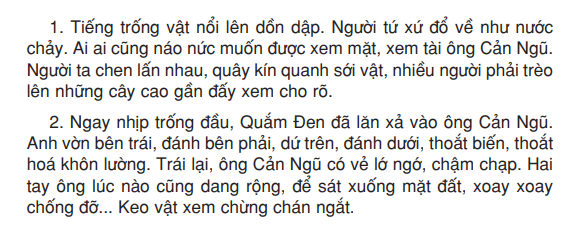 1. Tiếng trống vật nổi lên dồn dập. Người tứ xứ đổ về như nước
chảy. Ai ai cũng náo nức muốn được xem mặt, xem tài ông Cản Ngũ.
Người ta chen lấn nhau, quây kín quanh sới vật, nhiều người phải trèo
lên những cây cao gần đấy xem cho rõ.
2. Ngay nhịp trống đầu, Quắm Đen đã lăn xả vào ông Cản Ngũ.
Anh vờn bên trái, đánh bên phải, dứ trên, đánh dưới, thoắt biến, thoắt
hoá khôn lường. Trái lại, ông Cản Ngũ có vẻ lớ ngớ, chậm chạp. Hai
tay ông lúc nào cũng dang rộng, để sát xuống mặt đất, xoay xoay
chống đỡ... Keo vật xem chừng chán ngắt.